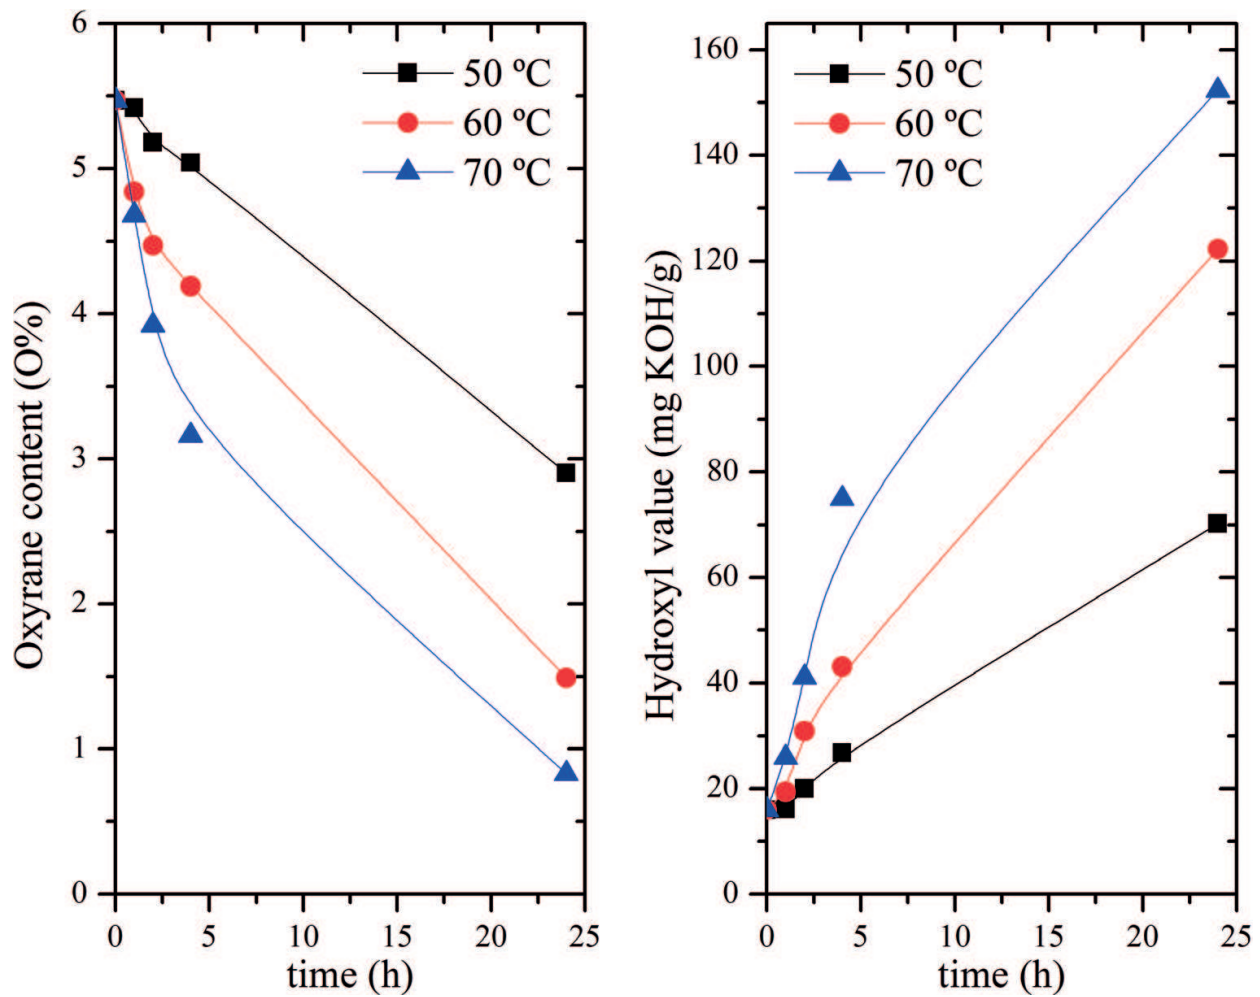 Oxyrane content (O%)
6
5
4
3
2
1
0
50 ºC
60 ºC
70 ºC
0 5 10 15 20 25
time (h)
Hydroxyl value (mg KOH/g)
160
140
120
100
80
60
40
20
0
50 ºC
60 ºC
70 ºC
0 5 10 15 20 25
time (h)